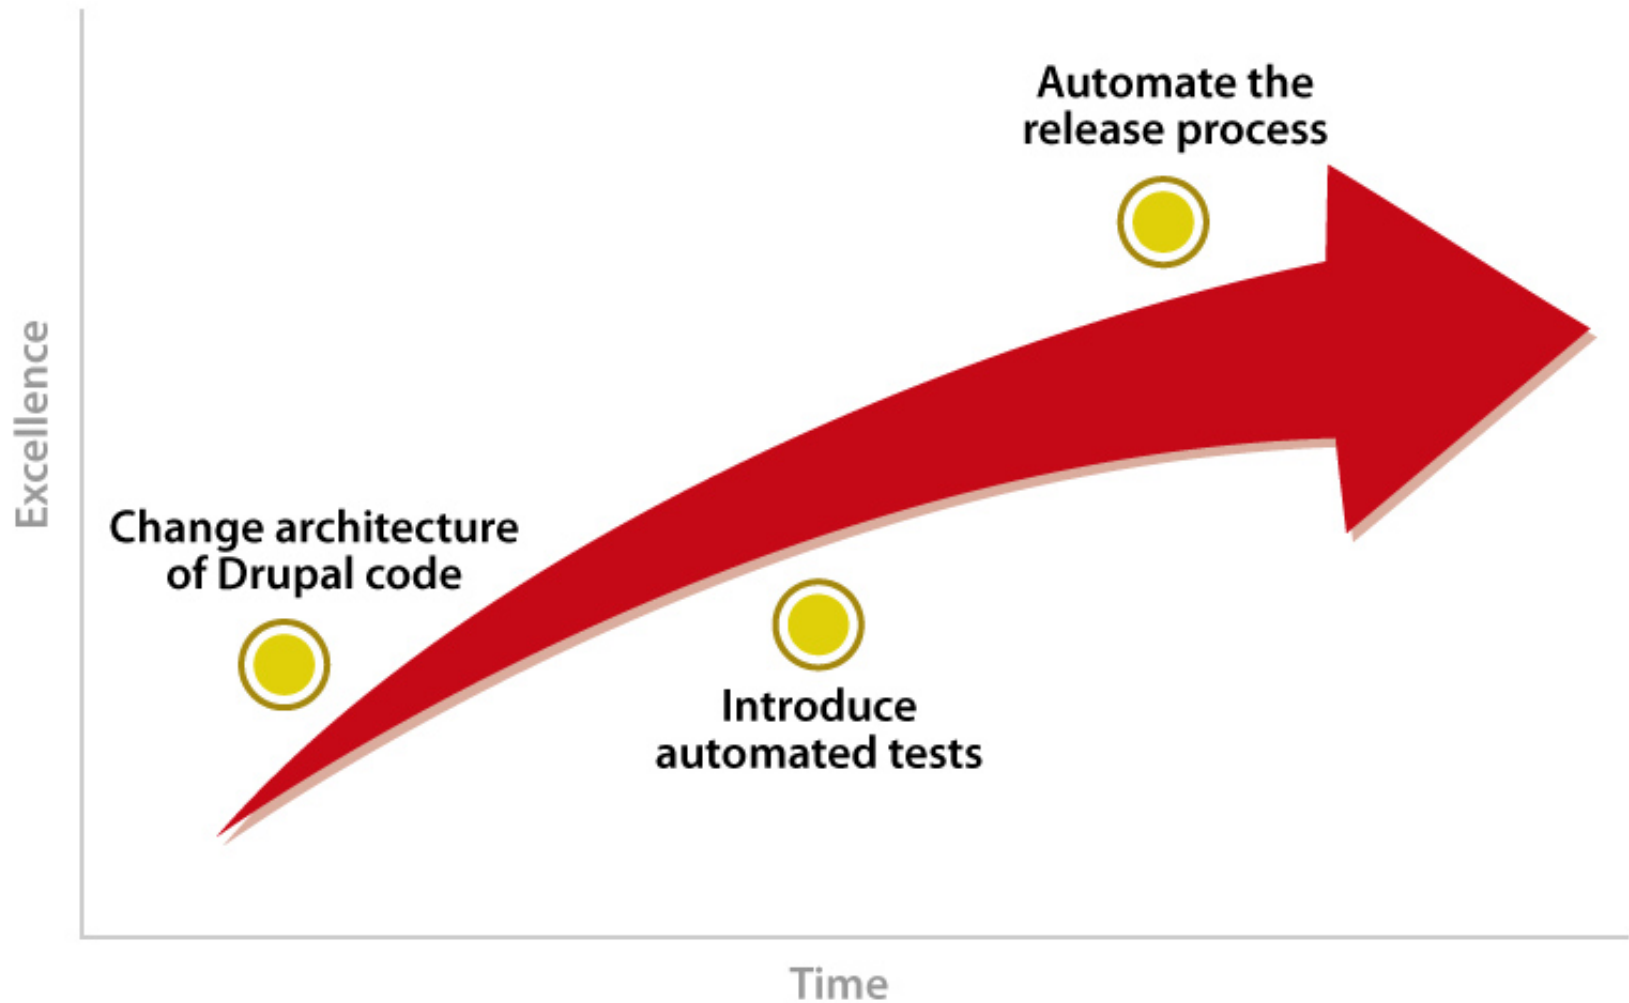 Automate the
release process
Excellence
Change architecture
of Drupal code
Introduce
automated tests
Time